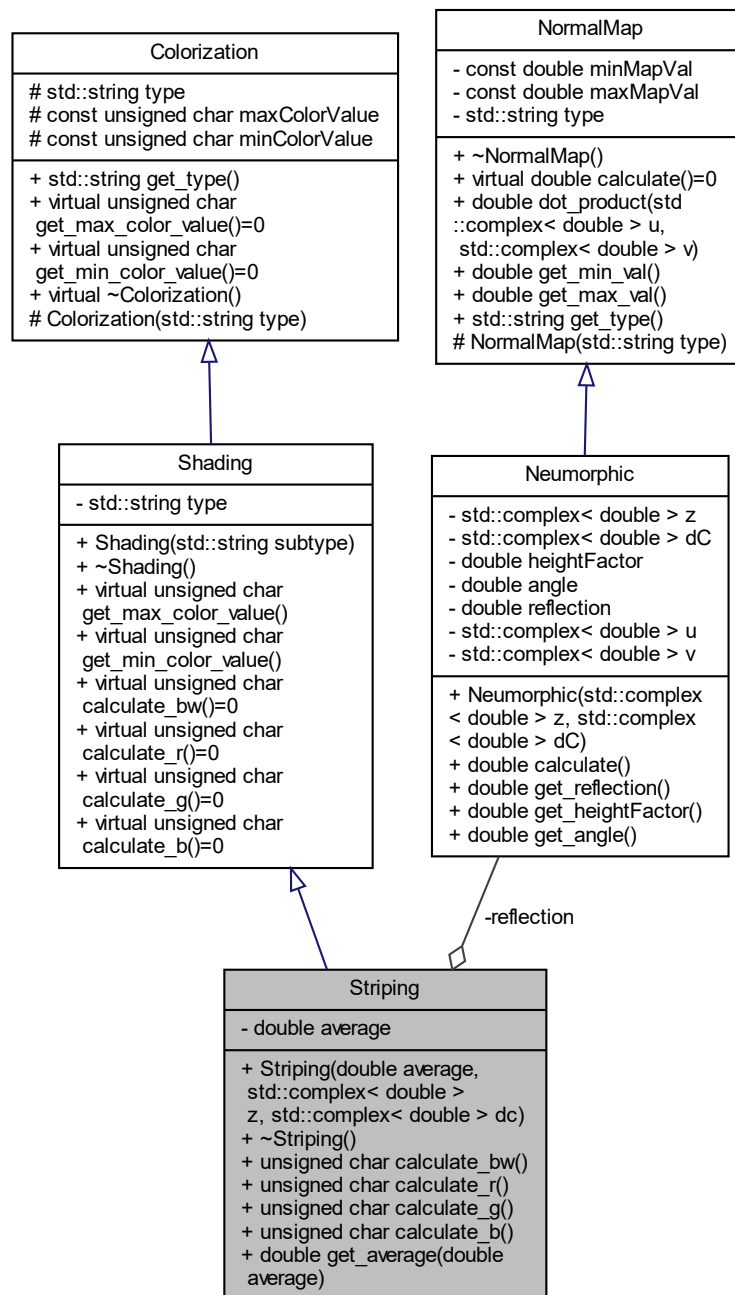 Colorization
# std::string type
# const unsigned char maxColorValue
# const unsigned char minColorValue
+ std::string get_type()
+ virtual unsigned char
get_max_color_value()=0
+ virtual unsigned char
get_min_color_value()=0
+ virtual ~Colorization()
# Colorization(std::string type)
NormalMap
- const double minMapVal
- const double maxMapVal
- std::string type
+ ~NormalMap()
+ virtual double calculate()=0
+ double dot_product(std
::complex< double > u,
std::complex< double > v)
+ double get_min_val()
+ double get_max_val()
+ std::string get_type()
# NormalMap(std::string type)
Shading
- std::string type
+ Shading(std::string subtype)
+ ~Shading()
+ virtual unsigned char
get_max_color_value()
+ virtual unsigned char
get_min_color_value()
+ virtual unsigned char
calculate_bw()=0
+ virtual unsigned char
calculate_r()=0
+ virtual unsigned char
calculate_g()=0
+ virtual unsigned char
calculate_b()=0
Neumorphic
- std::complex< double > z
- std::complex< double > dC
- double heightFactor
- double angle
- double reflection
- std::complex< double > u
- std::complex< double > v
+ Neumorphic(std::complex
< double > z, std::complex
< double > dC)
+ double calculate()
+ double get_reflection()
+ double get_heightFactor()
+ double get_angle()
-reflection
Striping
- double average
+ Striping(double average,
std::complex< double >
z, std::complex< double > dc)
+ ~Striping()
+ unsigned char calculate_bw()
+ unsigned char calculate_r()
+ unsigned char calculate_g()
+ unsigned char calculate_b()
+ double get_average(double
average)